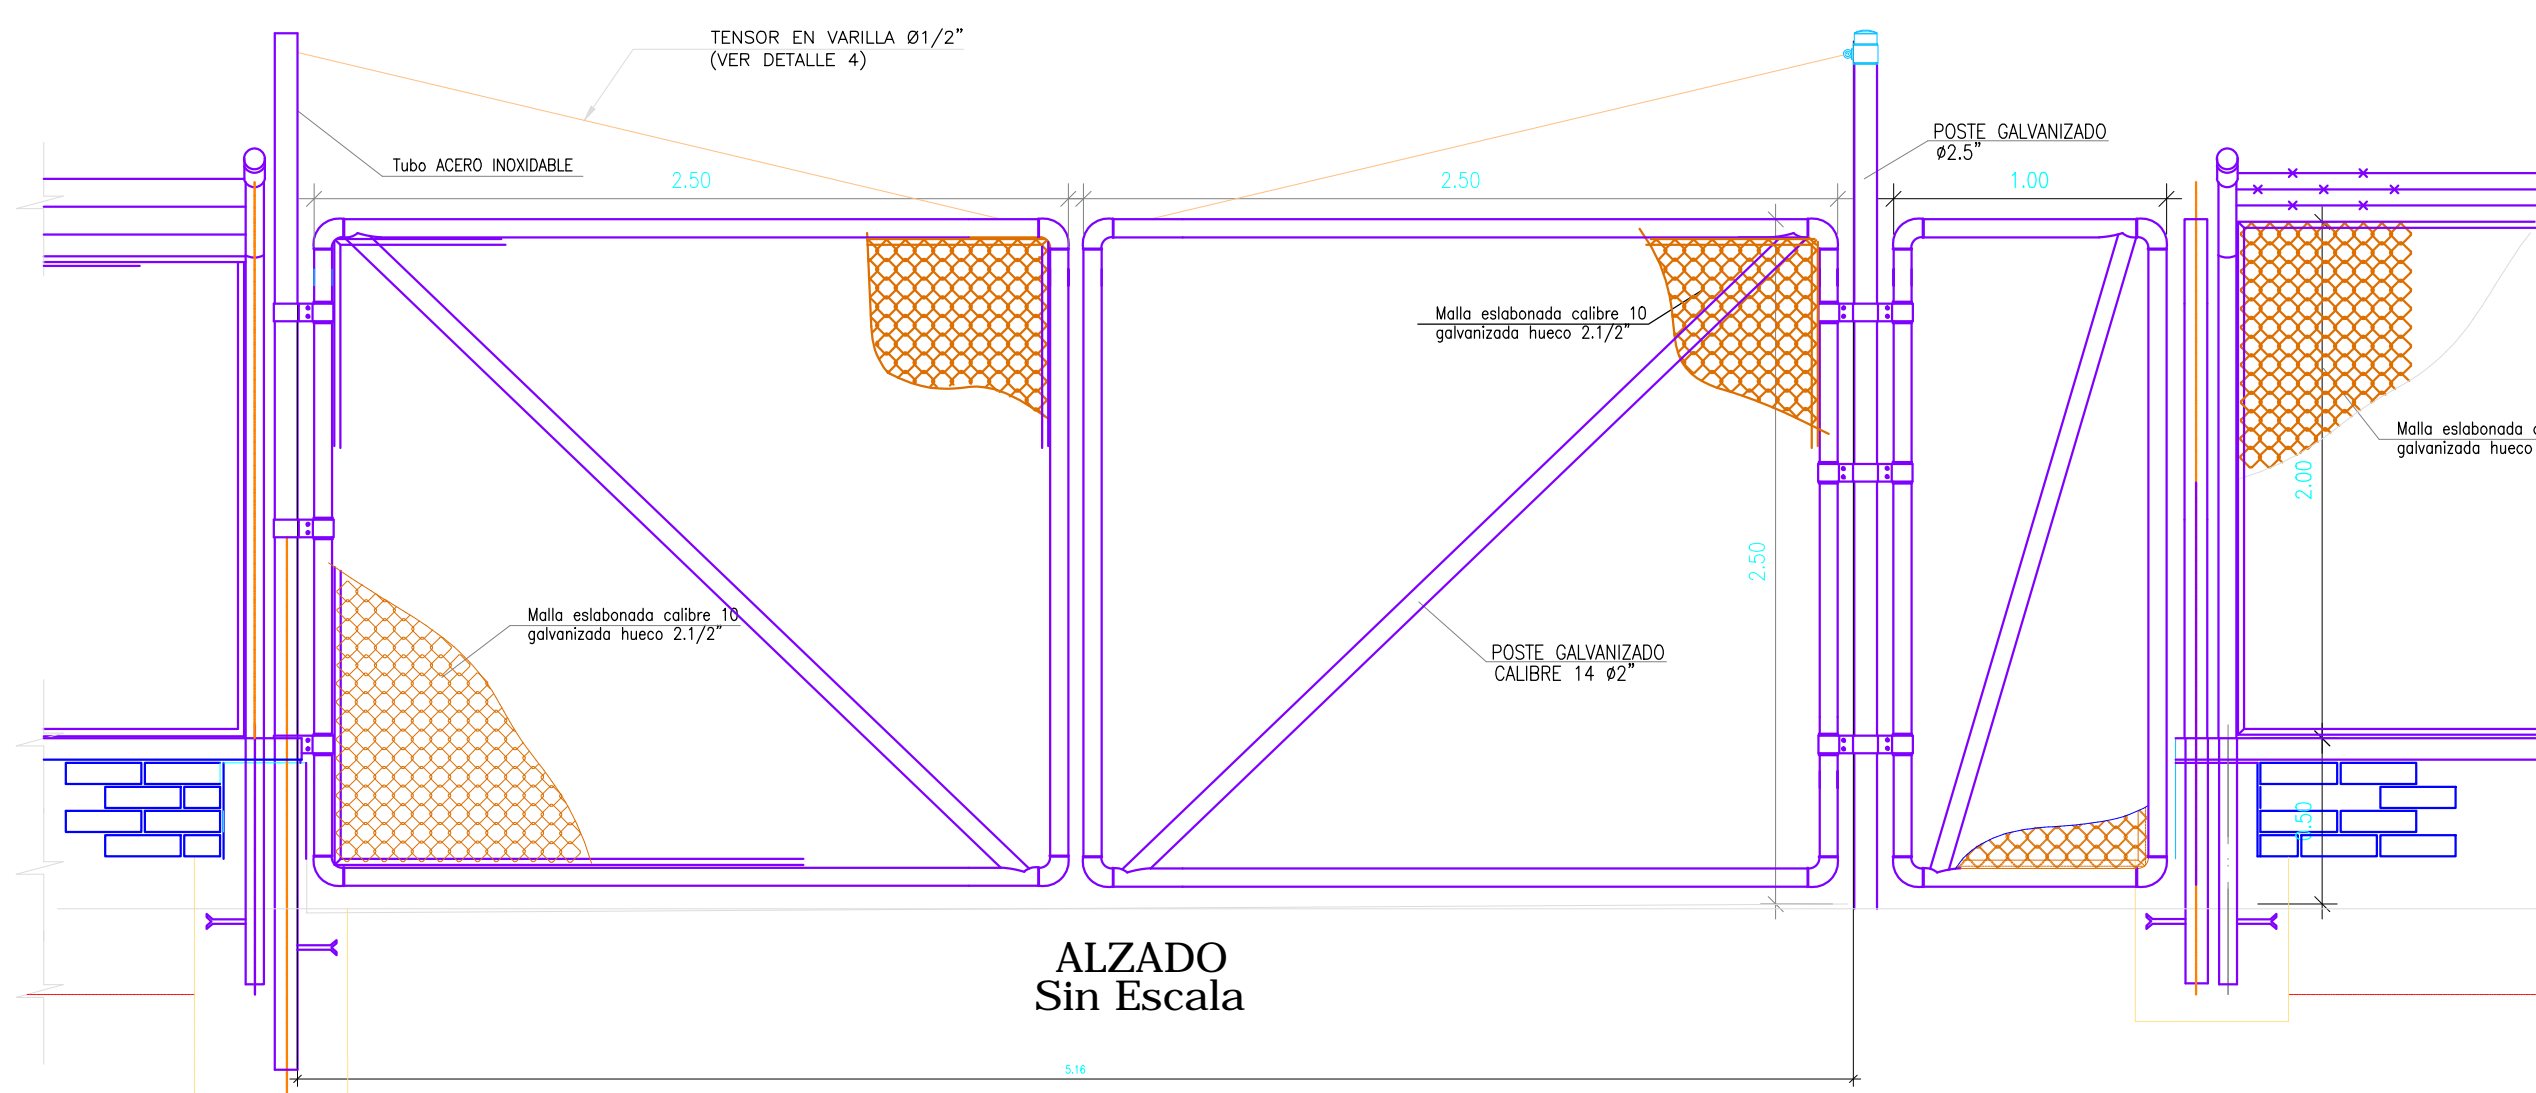 TENSOR EN VARILLA Ø1/2"
(VER DETALLE 4)
POSTE GALVANIZADO
Ø2.5"
Tubo ACERO INOXIDABLE
2.50
2.50
1.00
Malla eslabonada calibre 10
galvanizada hueco 2.1/2"
Malla eslabonada
galvanizada hueco
2.00
2.50
Malla eslabonada calibre 10
galvanizada hueco 2.1/2"
POSTE GALVANIZADO
CALIBRE 14 Ø2"
0.50
ALZADO
Sin Escala
5.16